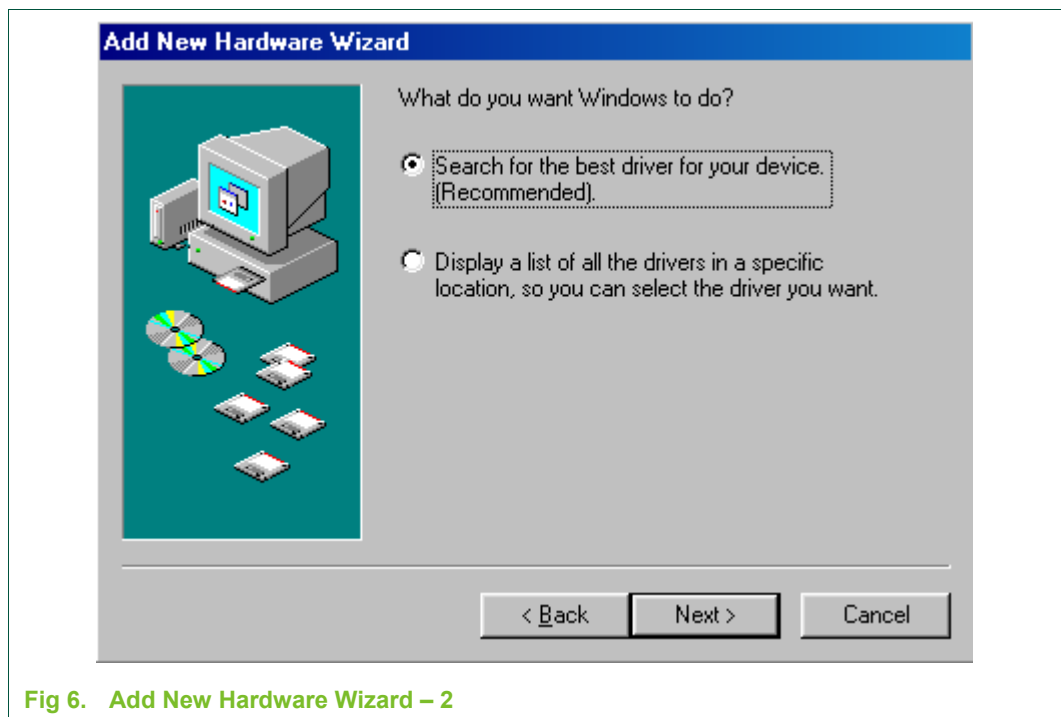 Add New Hardware Wizard
What do you want Windows to do?
Search for the best driver for your device.
(Recommended).
Display a list of all the drivers in a specific
location, so you can select the driver you want.
< Back
Next >
Cancel
Fig 6. Add New Hardware Wizard – 2